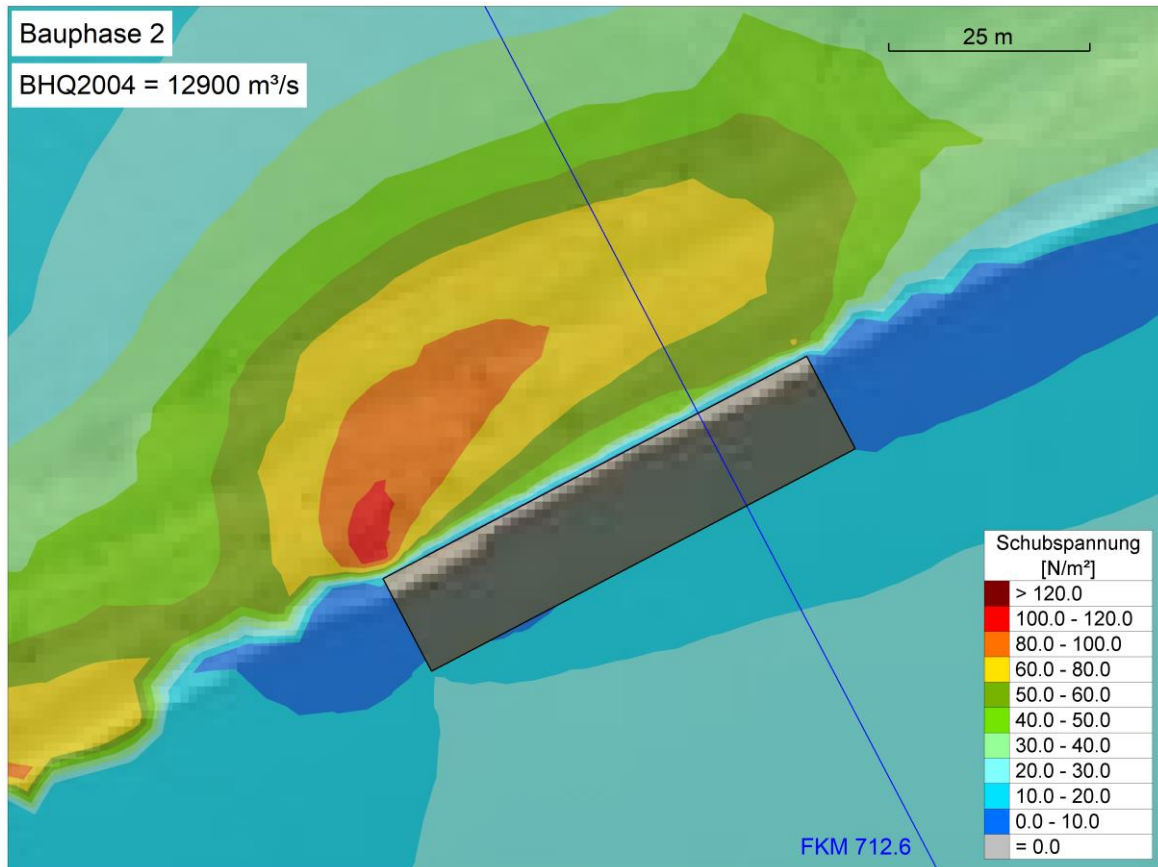 Bauphase 2
BHQ2004 = 12900 m³/s
25 m
Schubspannung
[N/m²]
> 120.0
100.0 - 120.0
80.0 - 100.0
60.0 - 80.0
50.0 - 60.0
40.0 - 50.0
30.0 - 40.0
20.0 - 30.0
10.0 - 20.0
0.0 - 10.0
= 0.0
FKM 712.6